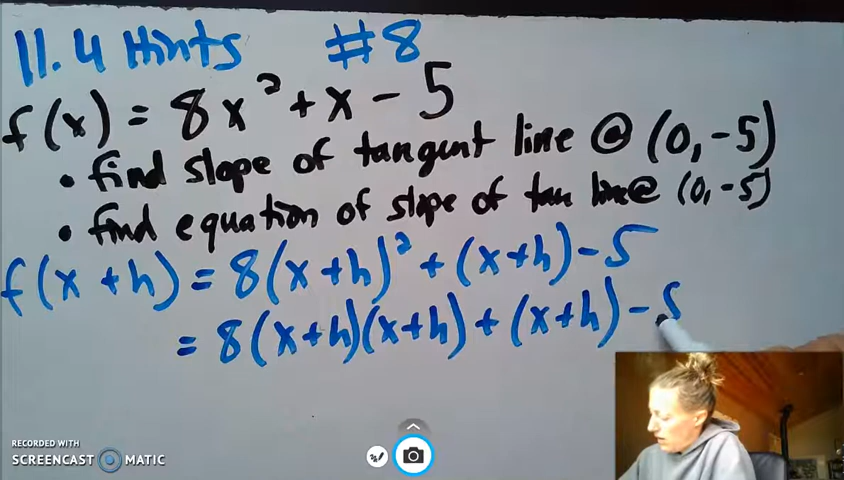 11.4 Hints #8
f(x) = 8x² + x - 5
• find slope of tangent line @ (0, -5)
• find equation of slope of tan line @ (0, -5)
f(x + h) = 8(x+h)² + (x+h) - 5
= 8(x+h)(x+h) + (x+h) - 5
RECORDED WITH
SCREENCAST MATIC